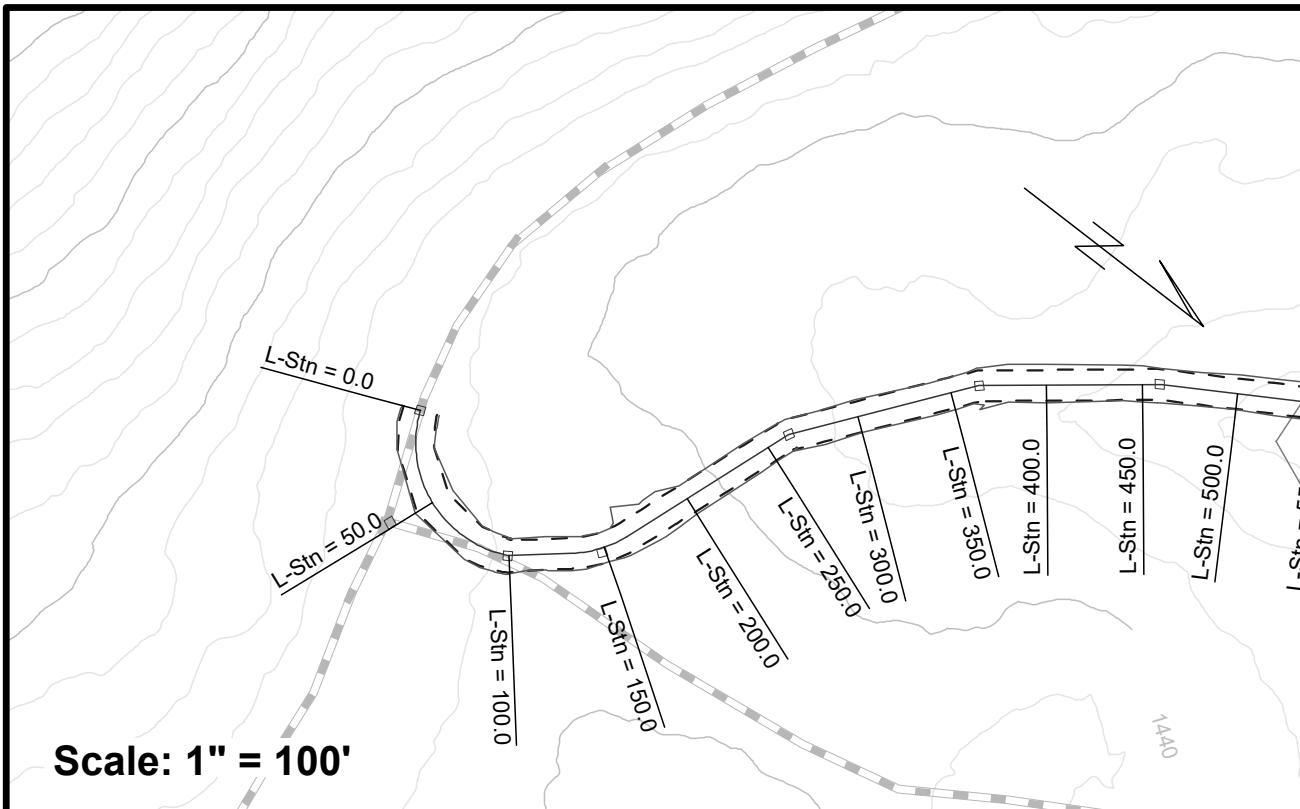 L-Stn = 0.0
L-Stn = 50.0
L-Stn = 100.0
L-Stn = 150.0
L-Stn = 200.0
L-Stn = 250.0
L-Stn = 300.0
L-Stn = 350.0
L-Stn = 400.0
L-Stn = 450.0
L-Stn = 500.0
L-Stn =
1440
Scale: 1" = 100'